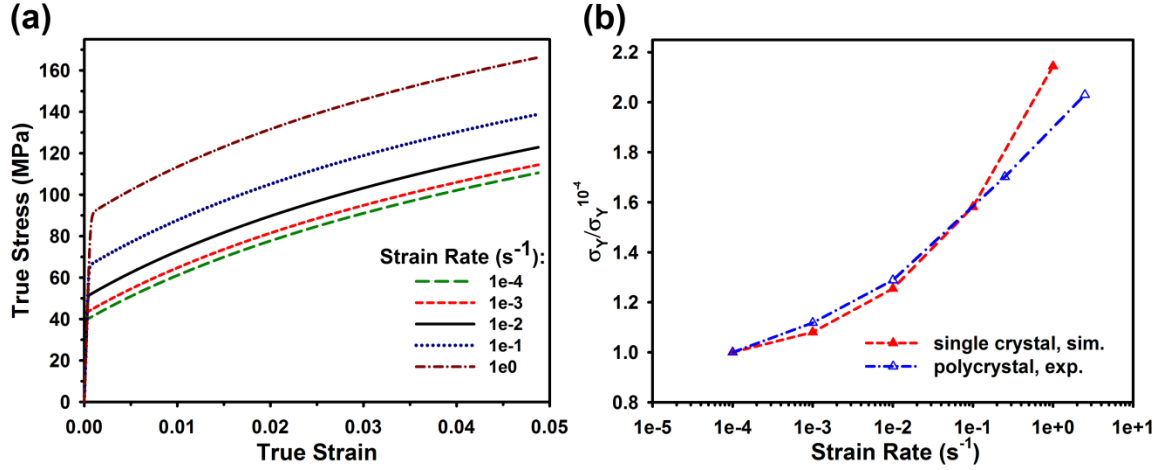 (a)
True Stress (MPa)
160
140
120
100
80
60
40
20
0
0.00 0.01 0.02 0.03 0.04 0.05
True Strain
Strain Rate (s⁻¹):
1e-4
1e-3
1e-2
1e-1
1e0
(b)
σ_Y/σ_Y^10⁻⁴
2.2
2.0
1.8
1.6
1.4
1.2
1.0
0.8
1e-5 1e-4 1e-3 1e-2 1e-1 1e+0 1e+1
Strain Rate (s⁻¹)
single crystal, sim.
polycrystal, exp.